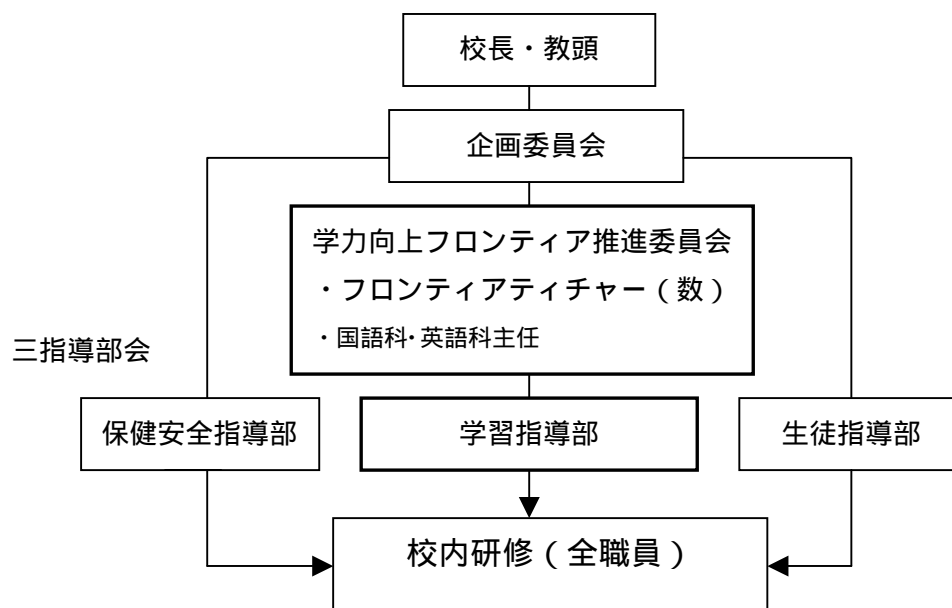 校長・教頭
企画委員会
学力向上フロンティア推進委員会
・フロンティアティチャー（数）
・国語科・英語科主任
三指導部会
保健安全指導部
学習指導部
生徒指導部
校内研修（全職員）